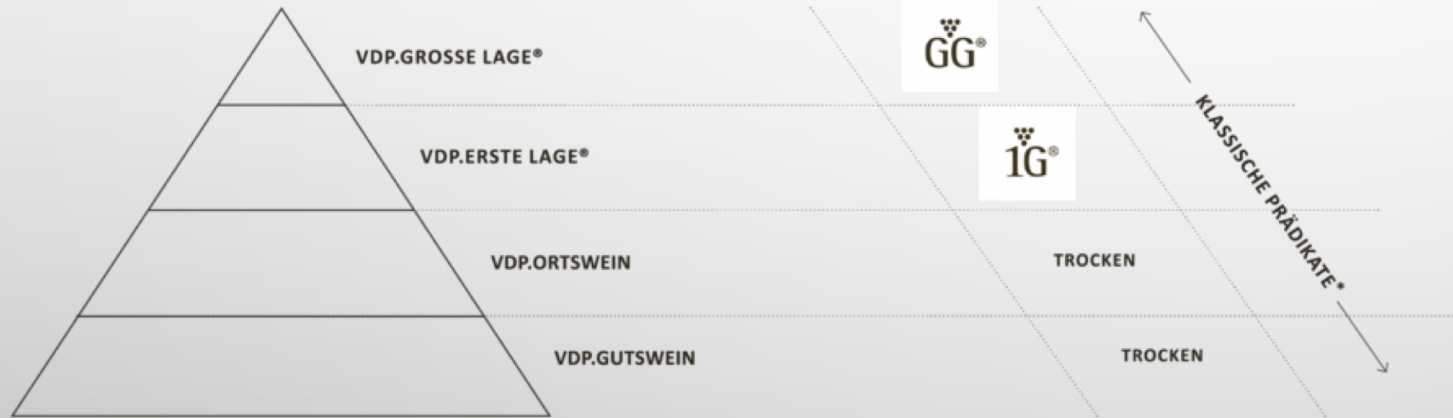 VDP.GROSSE LAGE®
GG®
VDP.ERSTE LAGE®
1G®
VDP.ORTSWEIN
TROCKEN
VDP.GUTSWEIN
TROCKEN
KLASSISCHE PRÄDIKATE*